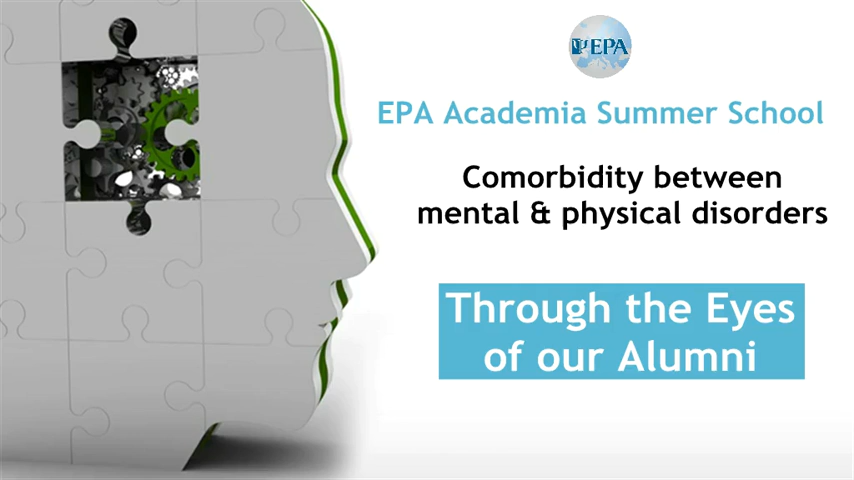 EPA
EPA Academia Summer School
Comorbidity between
mental & physical disorders
Through the Eyes
of our Alumni